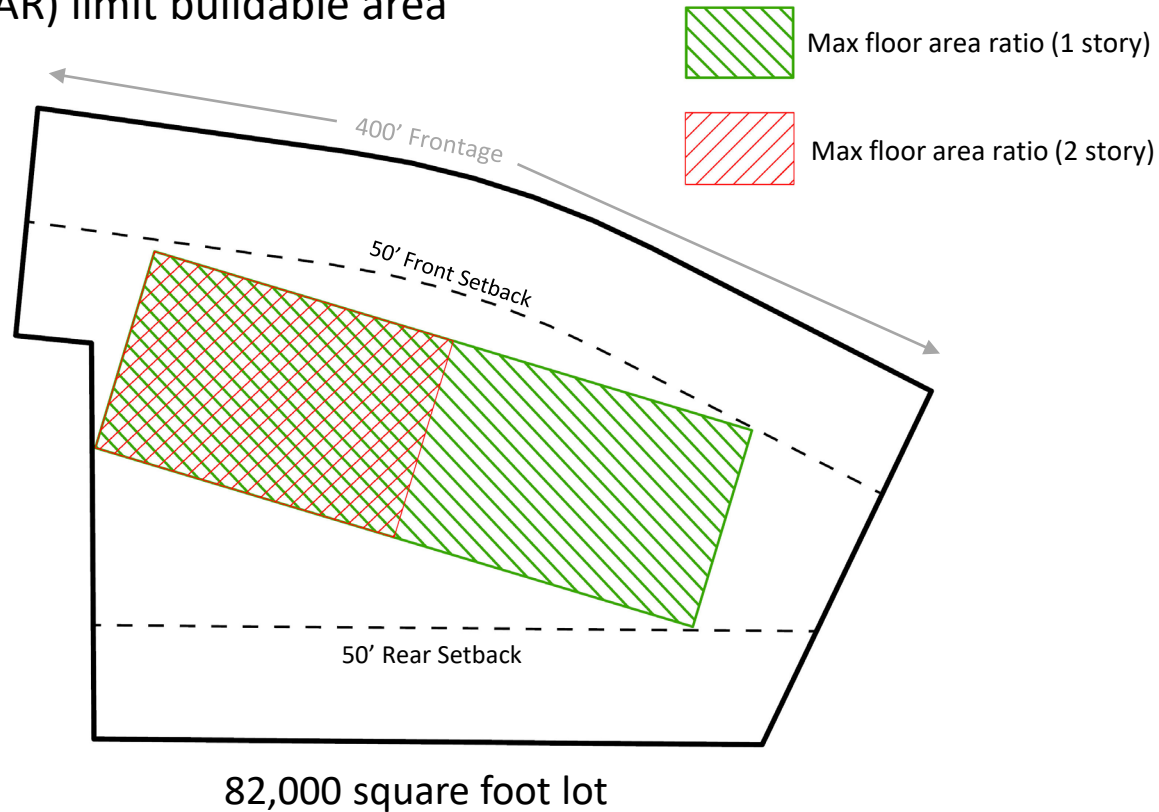 AR) limit buildable area
Max floor area ratio (1 story)
Max floor area ratio (2 story)
400’ Frontage
50’ Front Setback
50’ Rear Setback
82,000 square foot lot